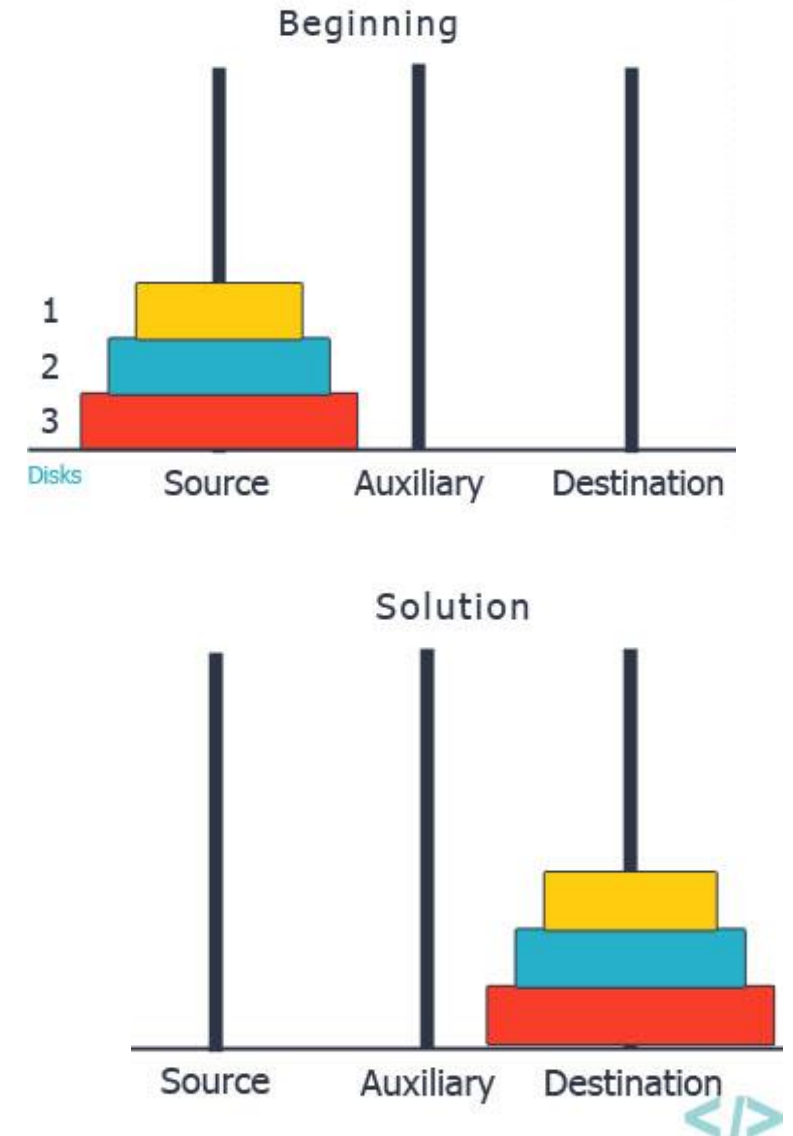 Beginning
1
2
3
Disks
Source Auxiliary Destination
Solution
Source Auxiliary Destination
</>